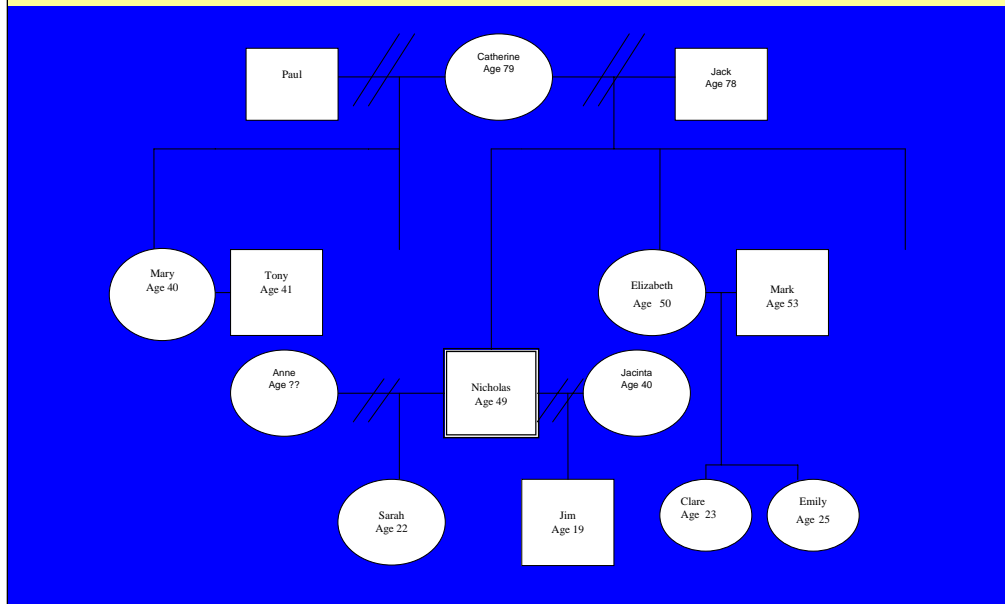 Paul
Catherine
Age 79
Jack
Age 78
Mary
Age 40
Tony
Age 41
Elizabeth
Age 50
Mark
Age 53
Anne
Age ??
Nicholas
Age 49
Jacinta
Age 40
Sarah
Age 22
Jim
Age 19
Clare
Age 23
Emily
Age 25